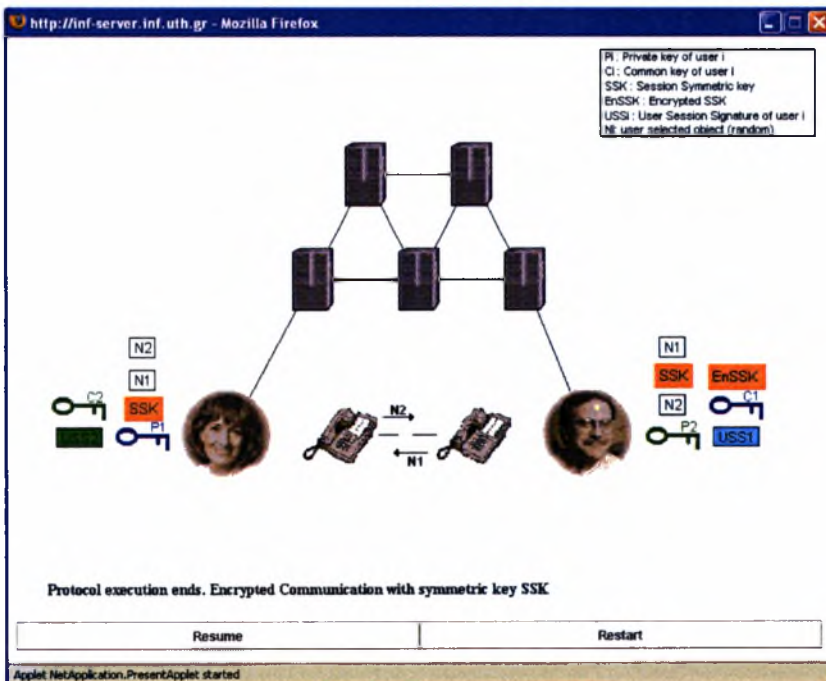 http://inf-server.inf.uth.gr - Mozilla Firefox
Pi : Private key of user i
Ci : Common key of user i
SSK : Session Symmetric key
EnSSK : Encrypted SSK
USSi : User Session Signature of user i
Ni: user selected object (random)
N2
N1
C2
SSK
USS2
P1
N2
N1
N1
SSK
EnSSK
N2
C1
P2
USS1
Protocol execution ends. Encrypted Communication with symmetric key SSK
Resume
Restart
Applet NetApplication.PresentApplet started